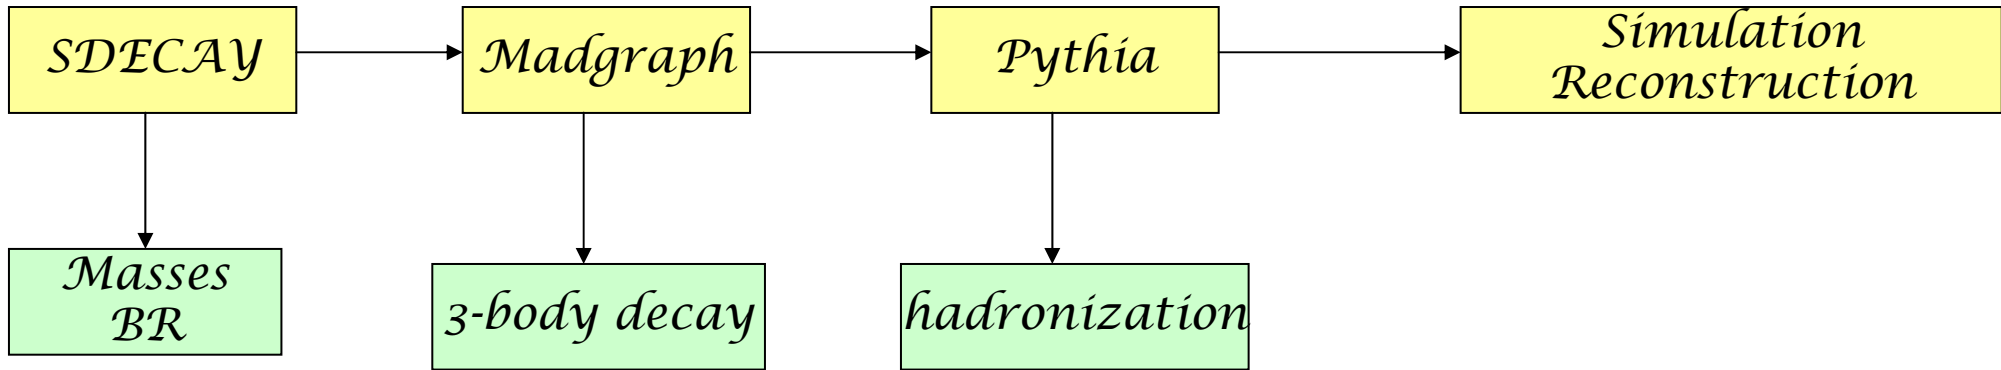 SDECAY
Madgraph
Pythia
Simulation
Reconstruction
Masses
BR
3-body decay
hadronization